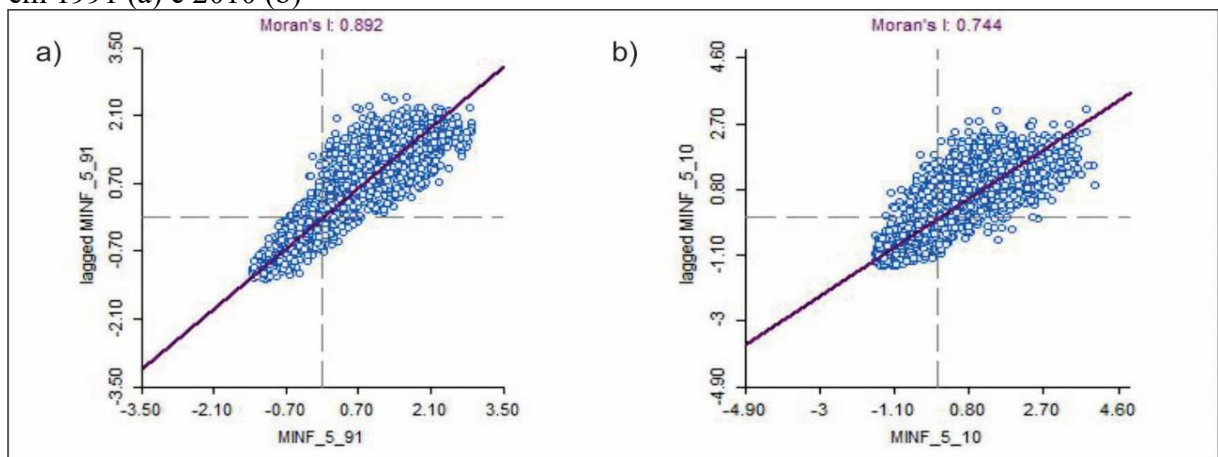 em 1991 (a) e 2010 (b)
a)
Moran's I: 0.892
3.50
2.10
0.70
-0.70
-2.10
-3.50
lagged MINF_5_91
-3.50 -2.10 -0.70 0.70 2.10 3.50
MINF_5_91
b)
Moran's I: 0.744
4.60
2.70
0.80
-1.10
-3
-4.90
lagged MINF_5_10
-4.90 -3 -1.10 0.80 2.70 4.60
MINF_5_10